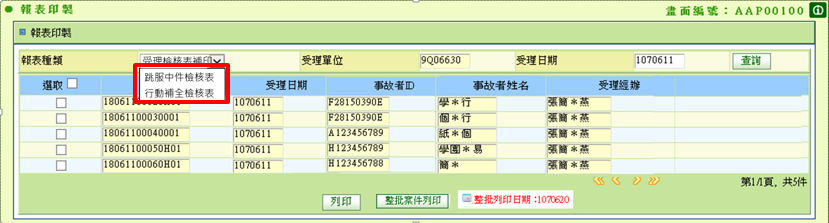 報表印製 畫面編號：AAP00100
報表印製
報表種類 受理檢核表補印 受理單位 9Q06630 受理日期 1070611 查詢
跳服中件檢核表
行動補全檢核表
選取 受理日期 事故者ID 事故者姓名 受理經辦
1070611 F28150390E 學＊行 張簡＊燕
18061100030001 1070611 F28150390E 個＊行 張簡＊燕
18061100040001 1070611 A123456789 紙＊個 張簡＊燕
18061100050H01 1070611 H123456789 學園＊易 張簡＊燕
18061100060H01 1070611 H123456788 簡＊ 張簡＊燕
第1/1頁, 共5件
列印 整批案件列印 整批列印日期：1070620